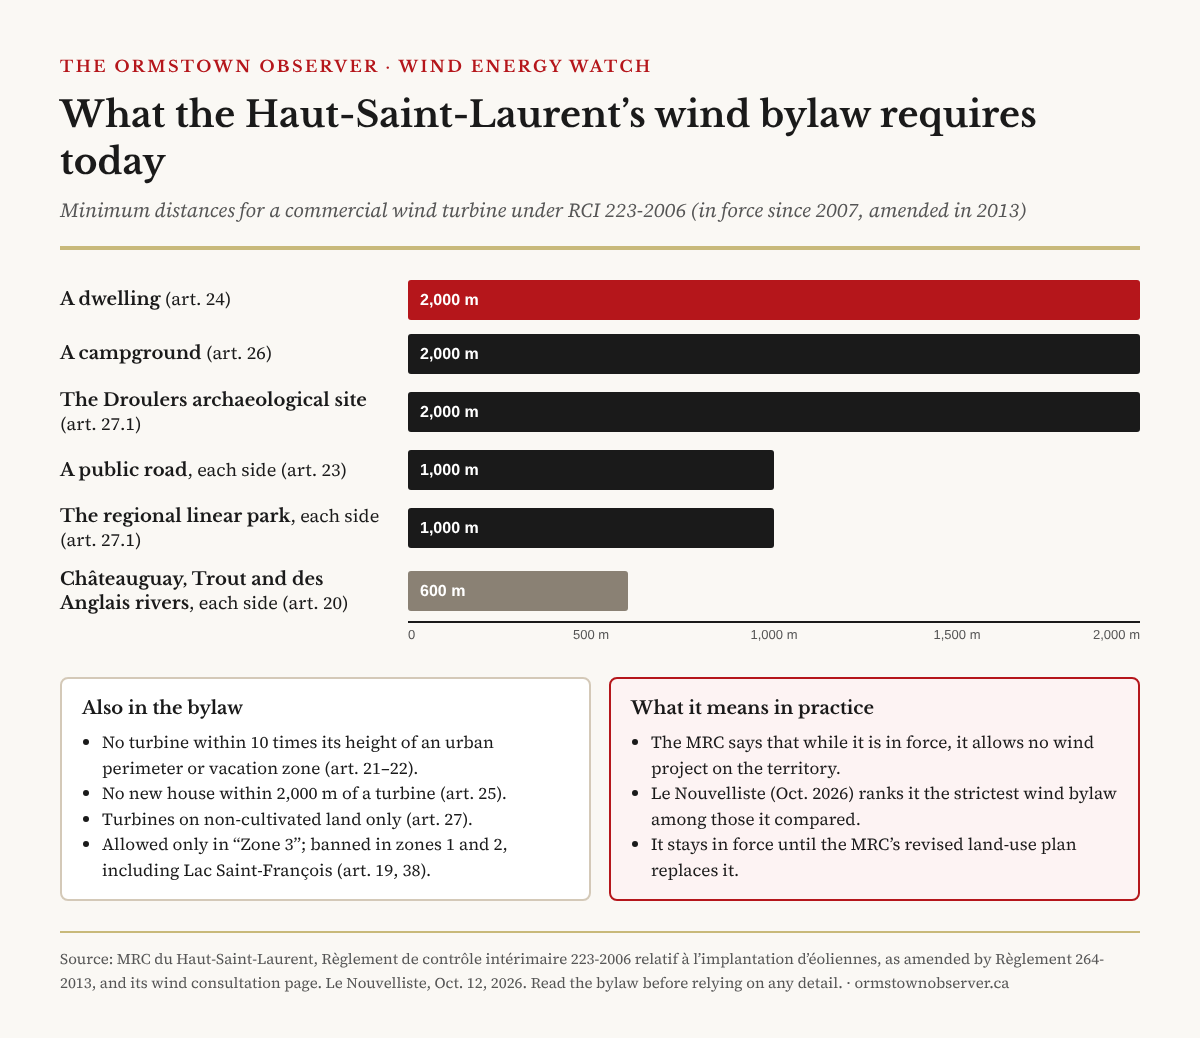 THE ORMSTOWN OBSERVER · WIND ENERGY WATCH
What the Haut-Saint-Laurent’s wind bylaw requires
today
Minimum distances for a commercial wind turbine under RCI 223-2006 (in force since 2007, amended in 2013)
A dwelling (art. 24)
2,000 m
A campground (art. 26)
2,000 m
The Droulers archaeological site
(art. 27.1)
2,000 m
A public road, each side (art. 23)
1,000 m
The regional linear park, each side
(art. 27.1)
1,000 m
Châteauguay, Trout and des
Anglais rivers, each side (art. 20)
600 m
0 500 m 1,000 m 1,500 m 2,000 m
Also in the bylaw
• No turbine within 10 times its height of an urban
perimeter or vacation zone (art. 21–22).
• No new house within 2,000 m of a turbine (art. 25).
• Turbines on non-cultivated land only (art. 27).
• Allowed only in “Zone 3”; banned in zones 1 and 2,
including Lac Saint-François (art. 19, 38).
What it means in practice
• The MRC says that while it is in force, it allows no wind
project on the territory.
• Le Nouvelliste (Oct. 2026) ranks it the strictest wind bylaw
among those it compared.
• It stays in force until the MRC’s revised land-use plan
replaces it.
Source: MRC du Haut-Saint-Laurent, Règlement de contrôle intérimaire 223-2006 relatif à l’implantation d’éoliennes, as amended by Règlement 264-
2013, and its wind consultation page. Le Nouvelliste, Oct. 12, 2026. Read the bylaw before relying on any detail. · ormstownobserver.ca